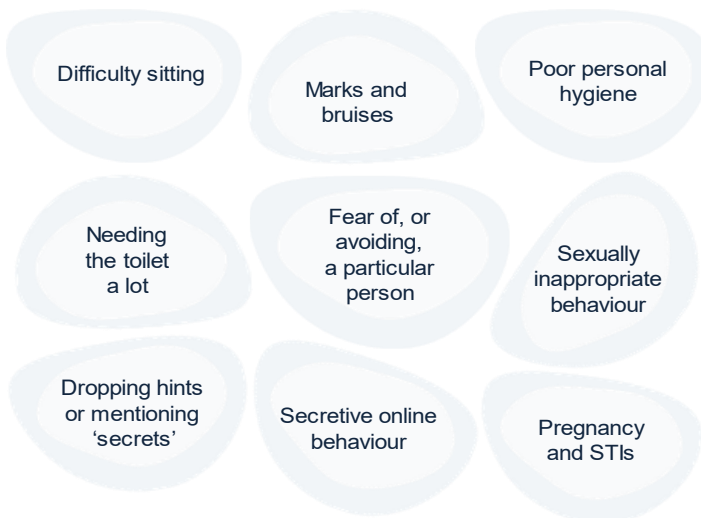 Difficulty sitting
Marks and
bruises
Poor personal
hygiene
Needing
the toilet
a lot
Fear of, or
avoiding,
a particular
person
Sexually
inappropriate
behaviour
Dropping hints
or mentioning
‘secrets’
Secretive online
behaviour
Pregnancy
and STIs